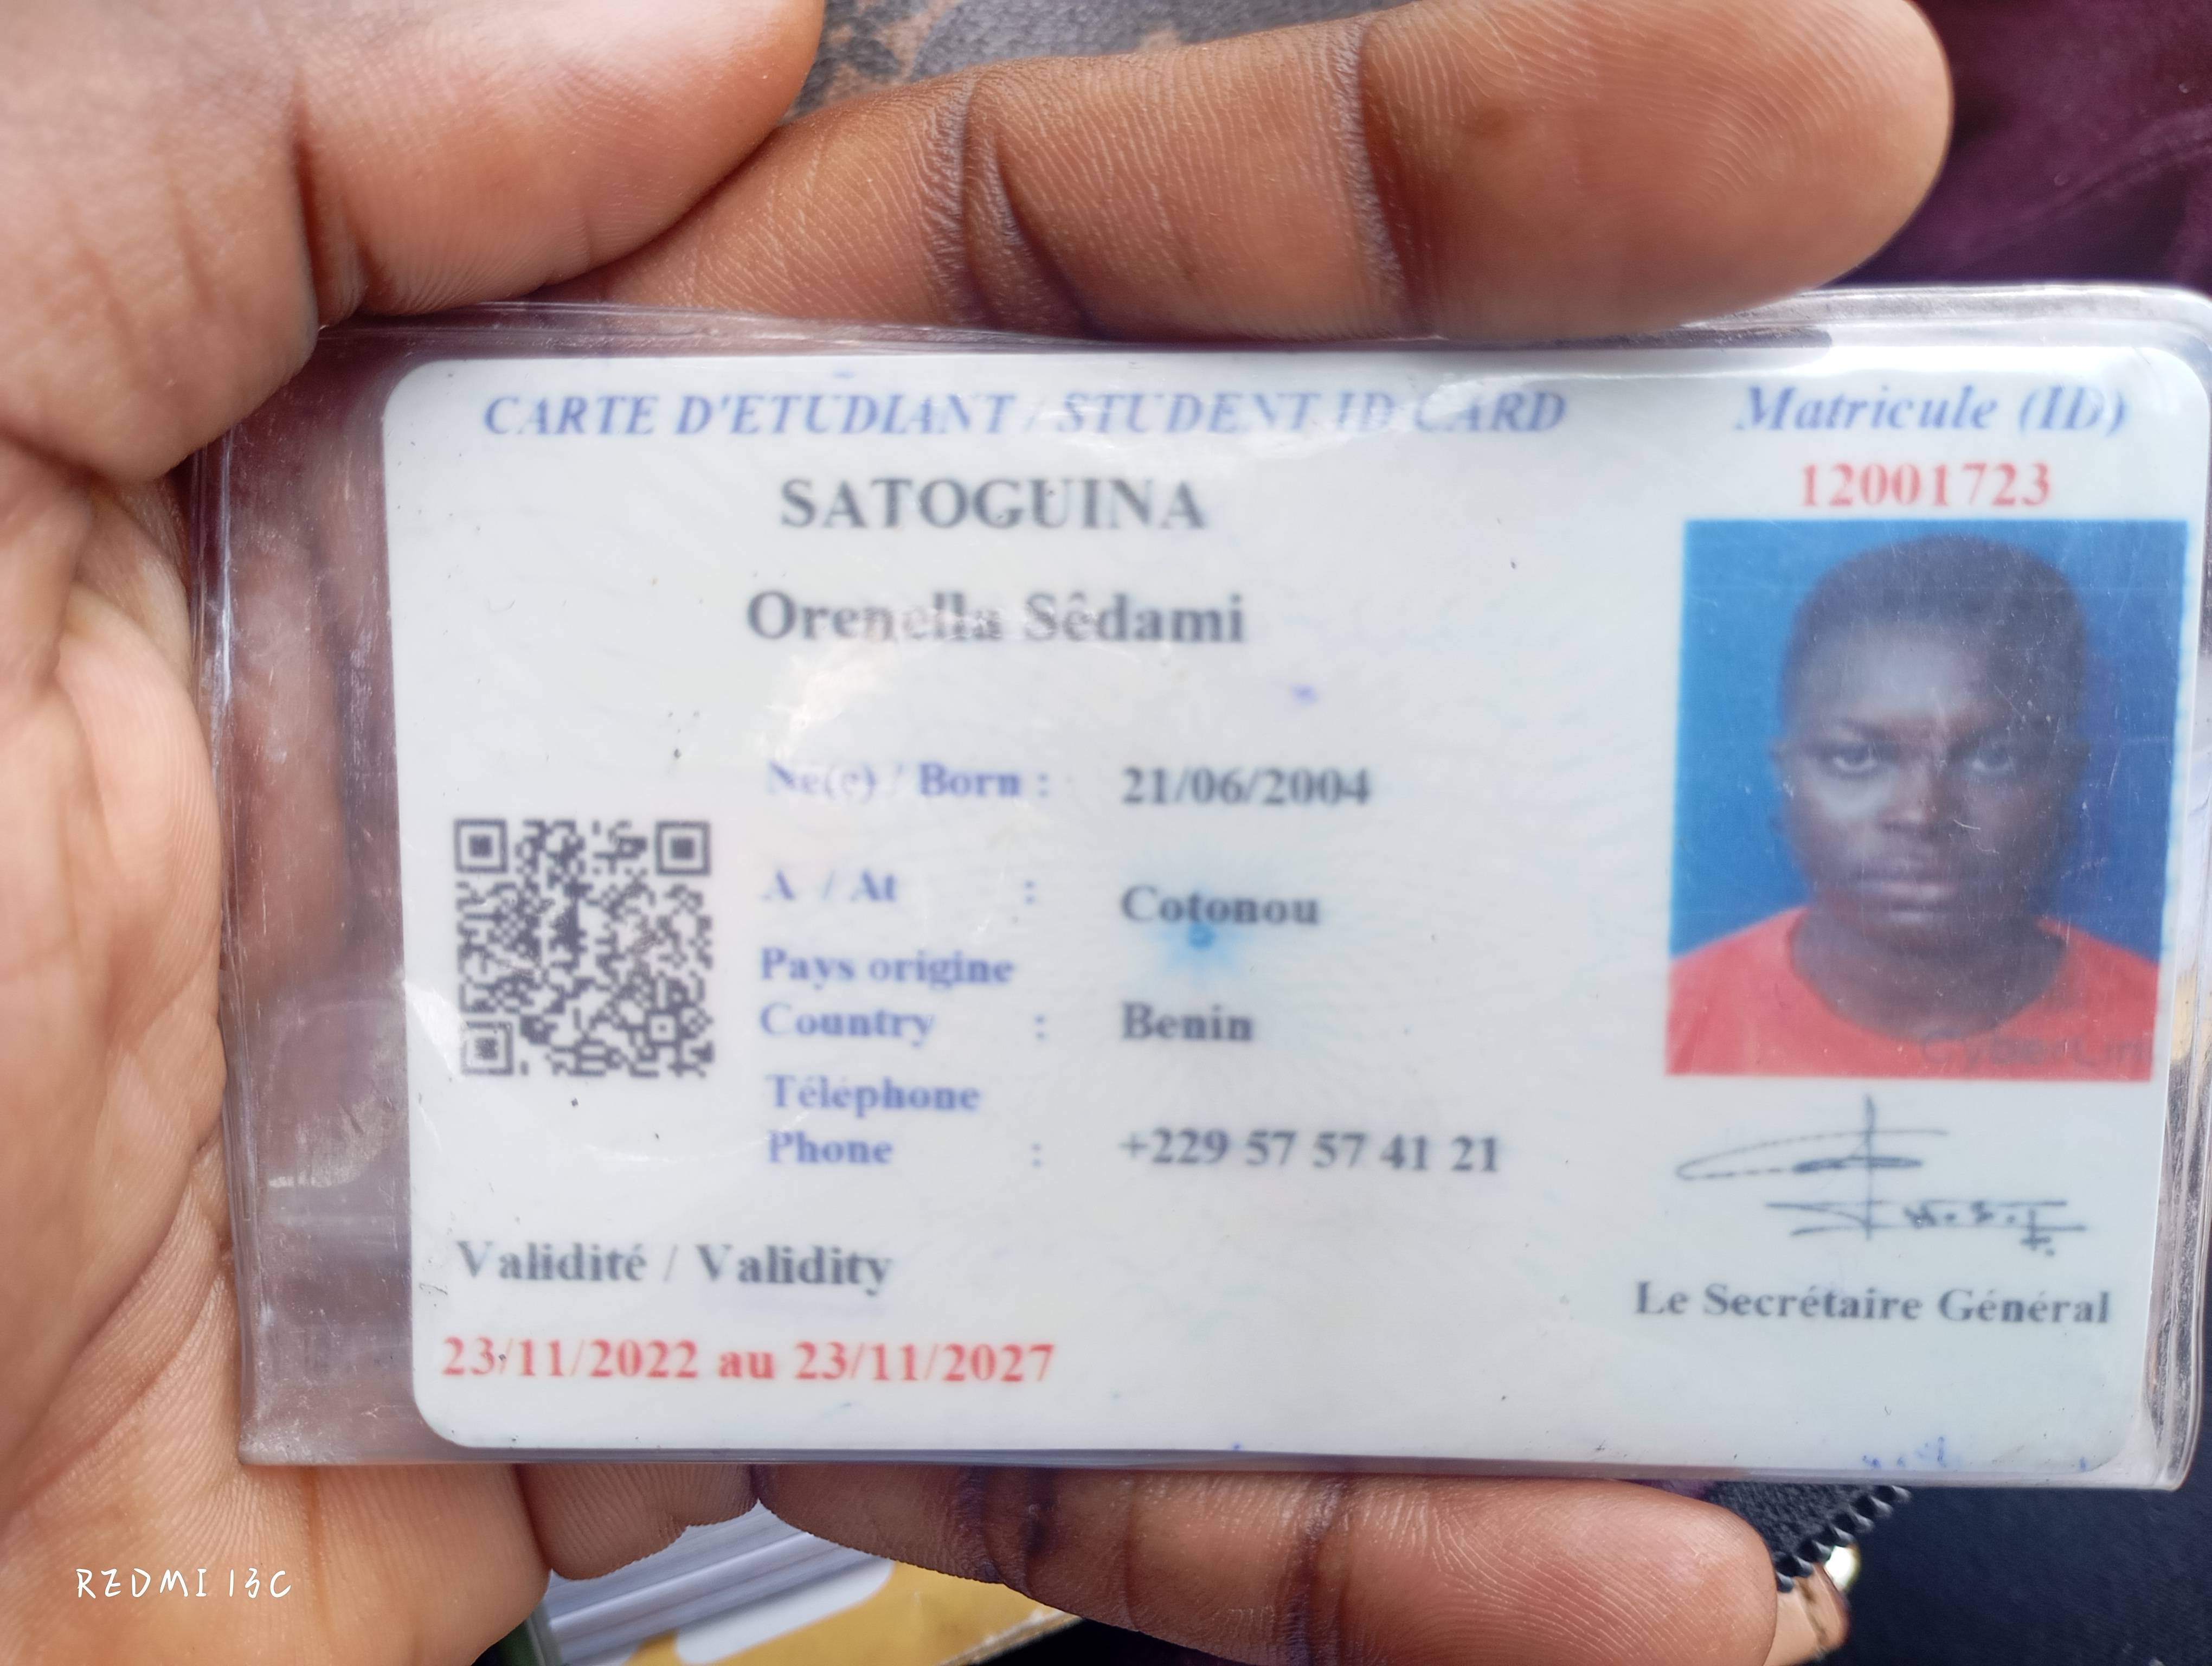 CARTE D'ETUDIANT / STUDENT ID CARD
Matricule (ID)
12001723
SATOGUINA
Orenella Sêdami
Né(e) / Born : 21/06/2004
A / At : Cotonou
Pays origine
Country : Benin
Téléphone
Phone : +229 57 57 41 21
Validité / Validity
23/11/2022 au 23/11/2027
Le Secrétaire Général
REDMI 13C